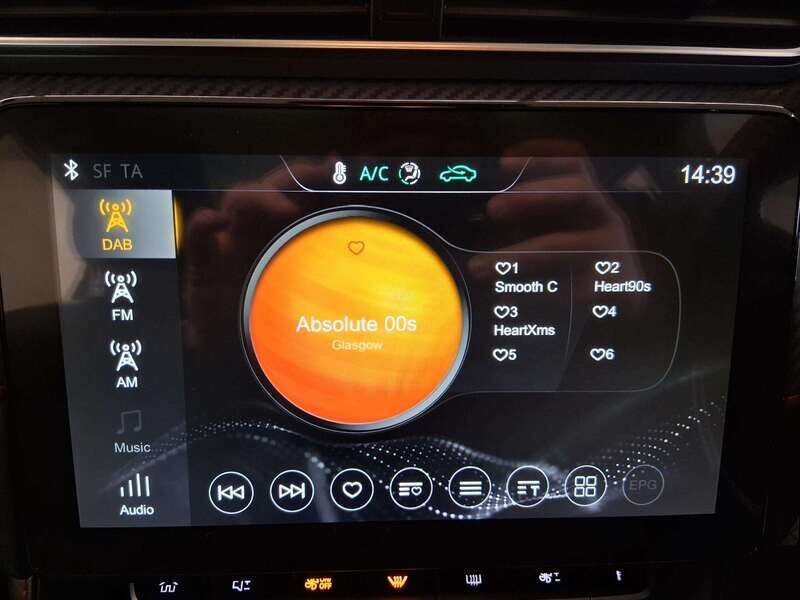 SF TA
A/C
14:39
DAB
FM
AM
Music
Audio
Absolute 00s
Glasgow
1
Smooth C
2
Heart90s
3
HeartXms
4
5
6
T
EPG
OFF